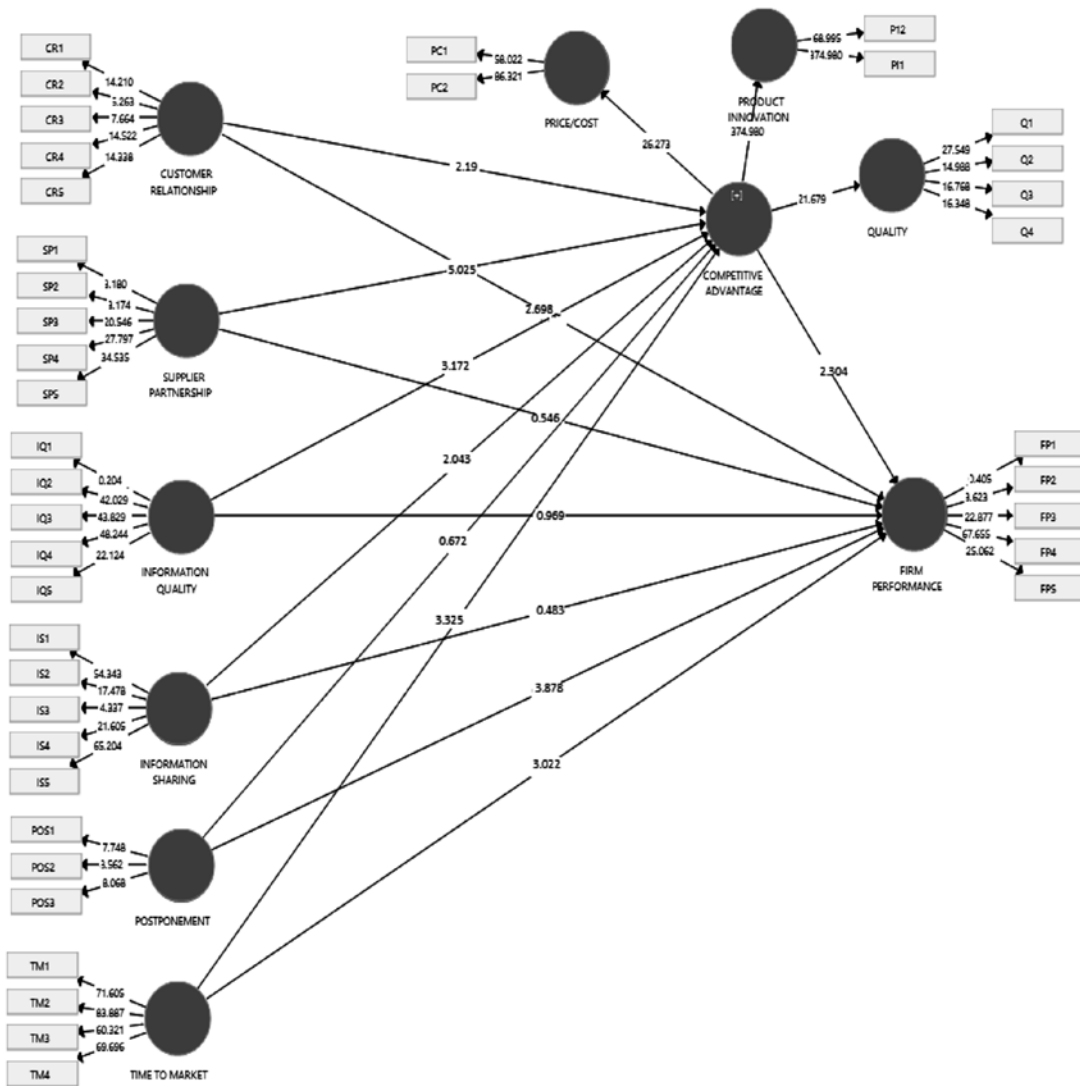 CR1
CR2
CR3
CR4
CR5
14.210
5.263
7.664
14.522
14.338
CUSTOMER
RELATIONSHIP
PC1
PC2
58.022
86.321
PRICE/COST
P12
PI1
68.995
374.980
PRODUCT
INNOVATION
374.980
26.273
Q1
Q2
Q3
Q4
27.549
14.988
16.768
16.348
QUALITY
21.679
[+]
COMPETITIVE
ADVANTAGE
2.19
5.025
2.698
3.172
2.304
SP1
SP2
SP3
SP4
SP5
3.180
3.174
20.546
27.797
34.535
SUPPLIER
PARTNERSHIP
0.546
2.043
IQ1
IQ2
IQ3
IQ4
IQ5
0.204
42.029
43.829
48.244
22.124
INFORMATION
QUALITY
0.969
0.672
FP1
FP2
FP3
FP4
FP5
0.405
3.623
22.877
67.655
25.062
FIRM
PERFORMANCE
3.325
0.483
IS1
IS2
IS3
IS4
IS5
54.343
17.478
4.337
21.605
65.204
INFORMATION
SHARING
3.878
3.022
POS1
POS2
POS3
7.748
3.562
8.068
POSTPONEMENT
TM1
TM2
TM3
TM4
71.605
83.887
60.321
69.696
TIME TO MARKET